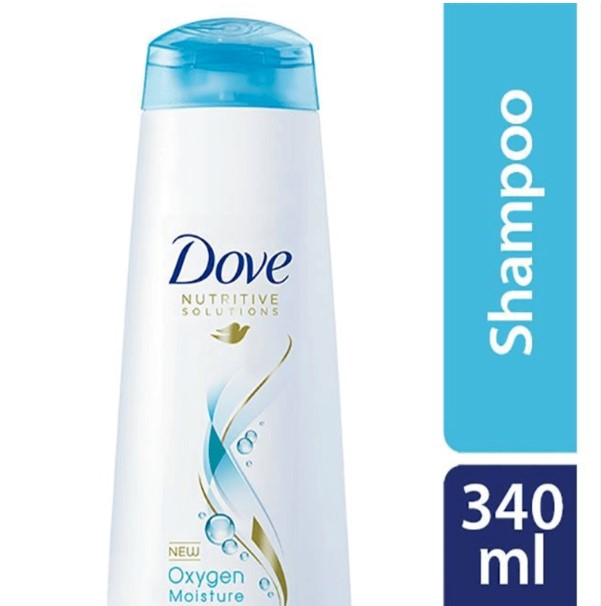 Dove
NUTRITIVE
SOLUTIONS
NEW
Oxygen
Moisture
Shampoo
340
ml